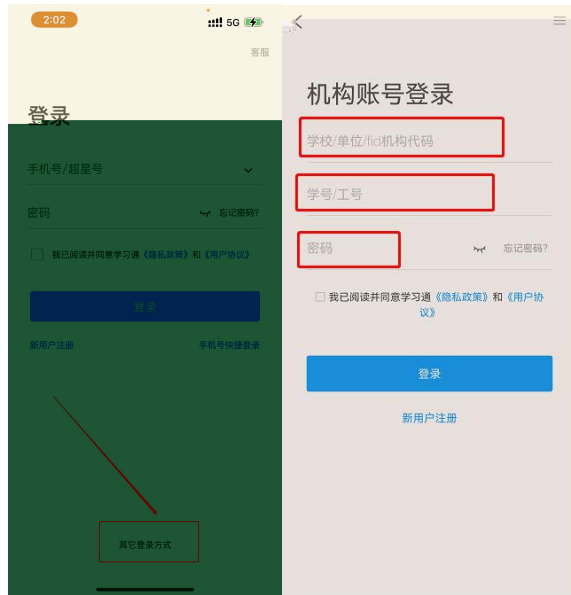 2:02
5G
客服
登录
手机号/超星号
密码
忘记密码?
我已阅读并同意学习通《隐私政策》和《用户协议》
登录
新用户注册
手机号快捷登录
其它登录方式
机构账号登录
学校/单位/fid机构代码
学号/工号
密码
忘记密码?
我已阅读并同意学习通《隐私政策》和《用户协
议》
登录
新用户注册